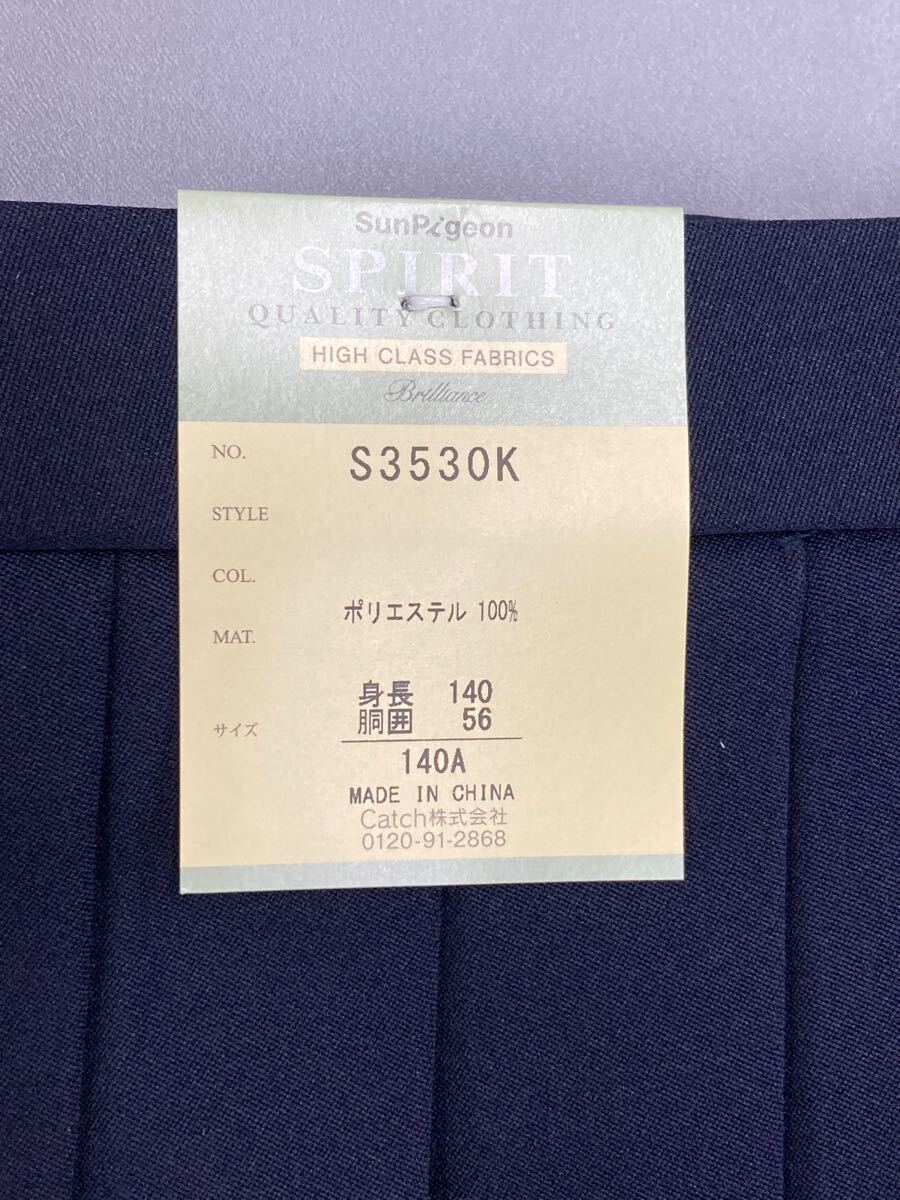 SunPigeon
SPIRIT
QUALITY CLOTHING
HIGH CLASS FABRICS
Brilliance
NO. S3530K
STYLE
COL.
ポリエステル 100%
MAT.
身長 140
胴囲 56
サイズ
140A
MADE IN CHINA
Catch株式会社
0120-91-2868